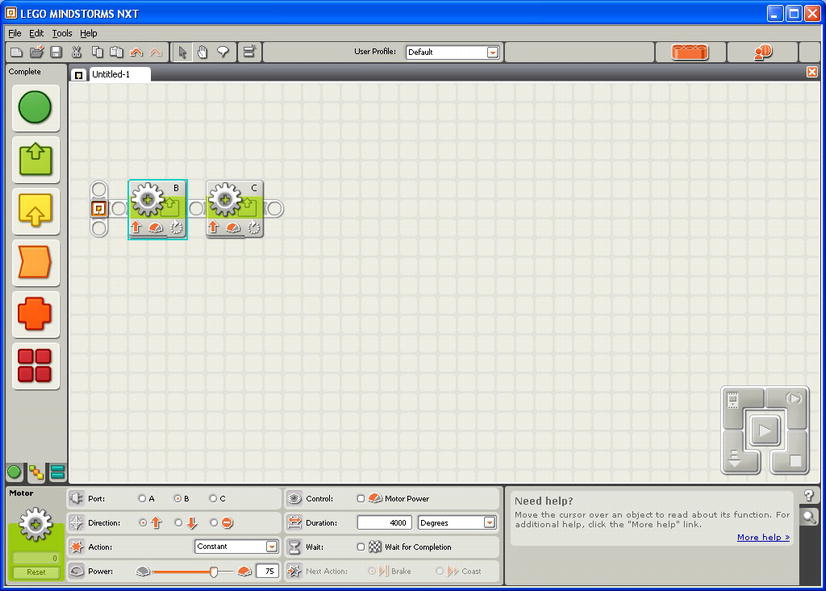 LEGO MINDSTORMS NXT
File Edit Tools Help
User Profile: Default
Complete
Untitled-1
B C
Motor
Port: A B C
Direction:
Action: Constant
Power: 75
0
Reset
Control: Motor Power
Duration: 4000 Degrees
Wait: Wait for Completion
Next Action: Brake Coast
Need help?
Move the cursor over an object to read about its function. For
additional help, click the "More help" link.
More help »